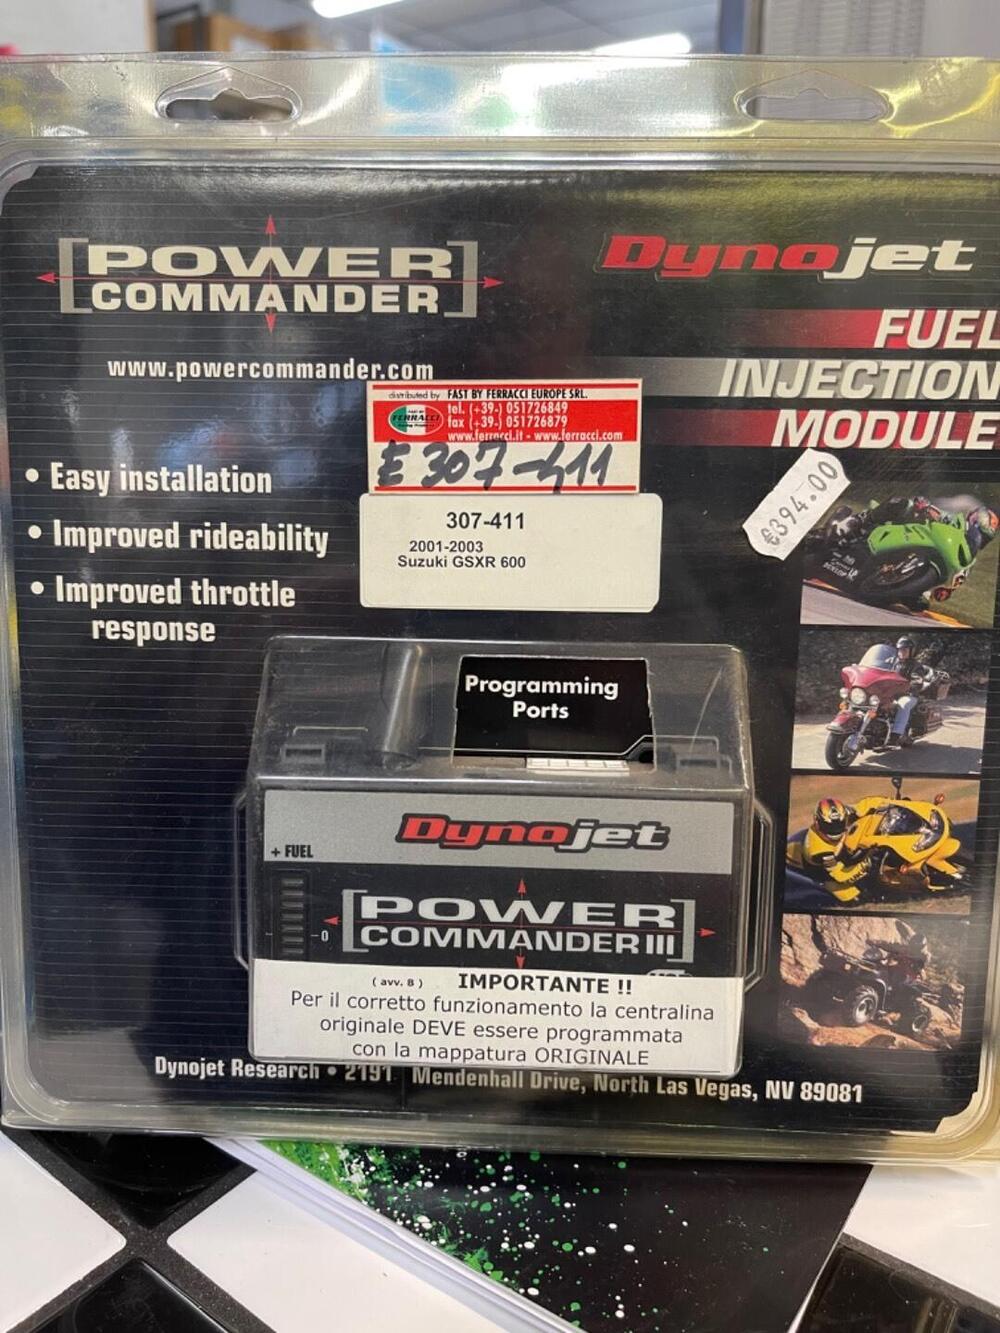 POWER
COMMANDER
Dynojet
FUEL
INJECTION
MODULE
www.powercommander.com
distributed by FAST BY FERRACCI EUROPE SRL.
tel. (+39-) 051726849
fax (+39-) 051726879
www.ferracci.it - www.ferracci.com
FERRACCI
E 307-411
€394.00
• Easy installation
• Improved rideability
• Improved throttle
response
307-411
2001-2003
Suzuki GSXR 600
Programming
Ports
Dynojet
+ FUEL
0
POWER
COMMANDER III
( avv. B ) IMPORTANTE !!
Per il corretto funzionamento la centralina
originale DEVE essere programmata
con la mappatura ORIGINALE
Dynojet Research • 2191 Mendenhall Drive, North Las Vegas, NV 89081